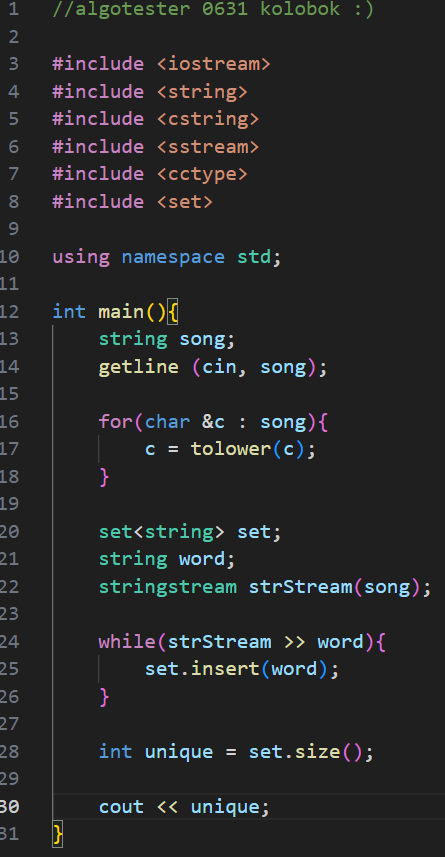 1 //algotester 0631 kolobok :)
2
3 #include <iostream>
4 #include <string>
5 #include <cstring>
6 #include <sstream>
7 #include <cctype>
8 #include <set>
9
10 using namespace std;
11
12 int main(){
13     string song;
14     getline (cin, song);
15
16     for(char &c : song){
17         c = tolower(c);
18     }
19
20     set<string> set;
21     string word;
22     stringstream strStream(song);
23
24     while(strStream >> word){
25         set.insert(word);
26     }
27
28     int unique = set.size();
29
30     cout << unique;
31 }